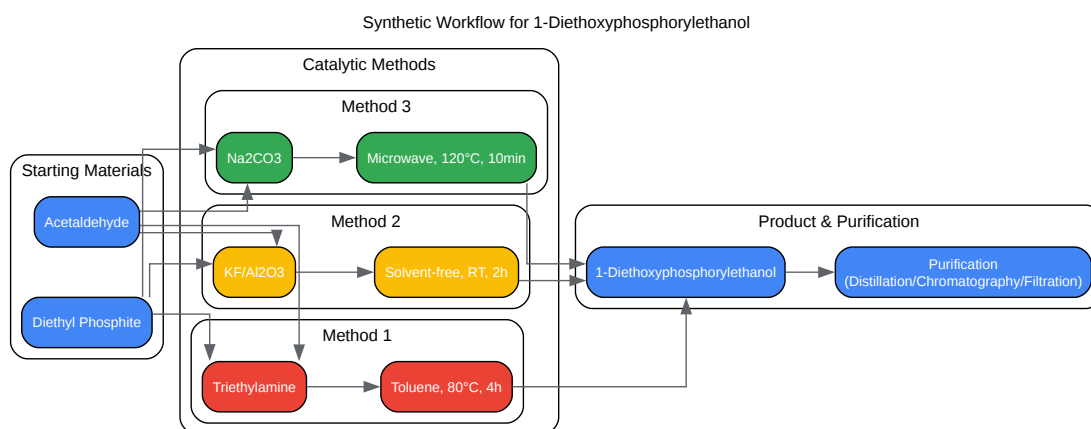 Synthetic Workflow for 1-Diethoxyphosphorylethanol
Catalytic Methods
Method 3
Na2CO3
Microwave, 120°C, 10min
Starting Materials
Acetaldehyde
Diethyl Phosphite
Method 2
KF/Al2O3
Solvent-free, RT, 2h
Method 1
Triethylamine
Toluene, 80°C, 4h
Product & Purification
1-Diethoxyphosphorylethanol
Purification
(Distillation/Chromatography/Filtration)